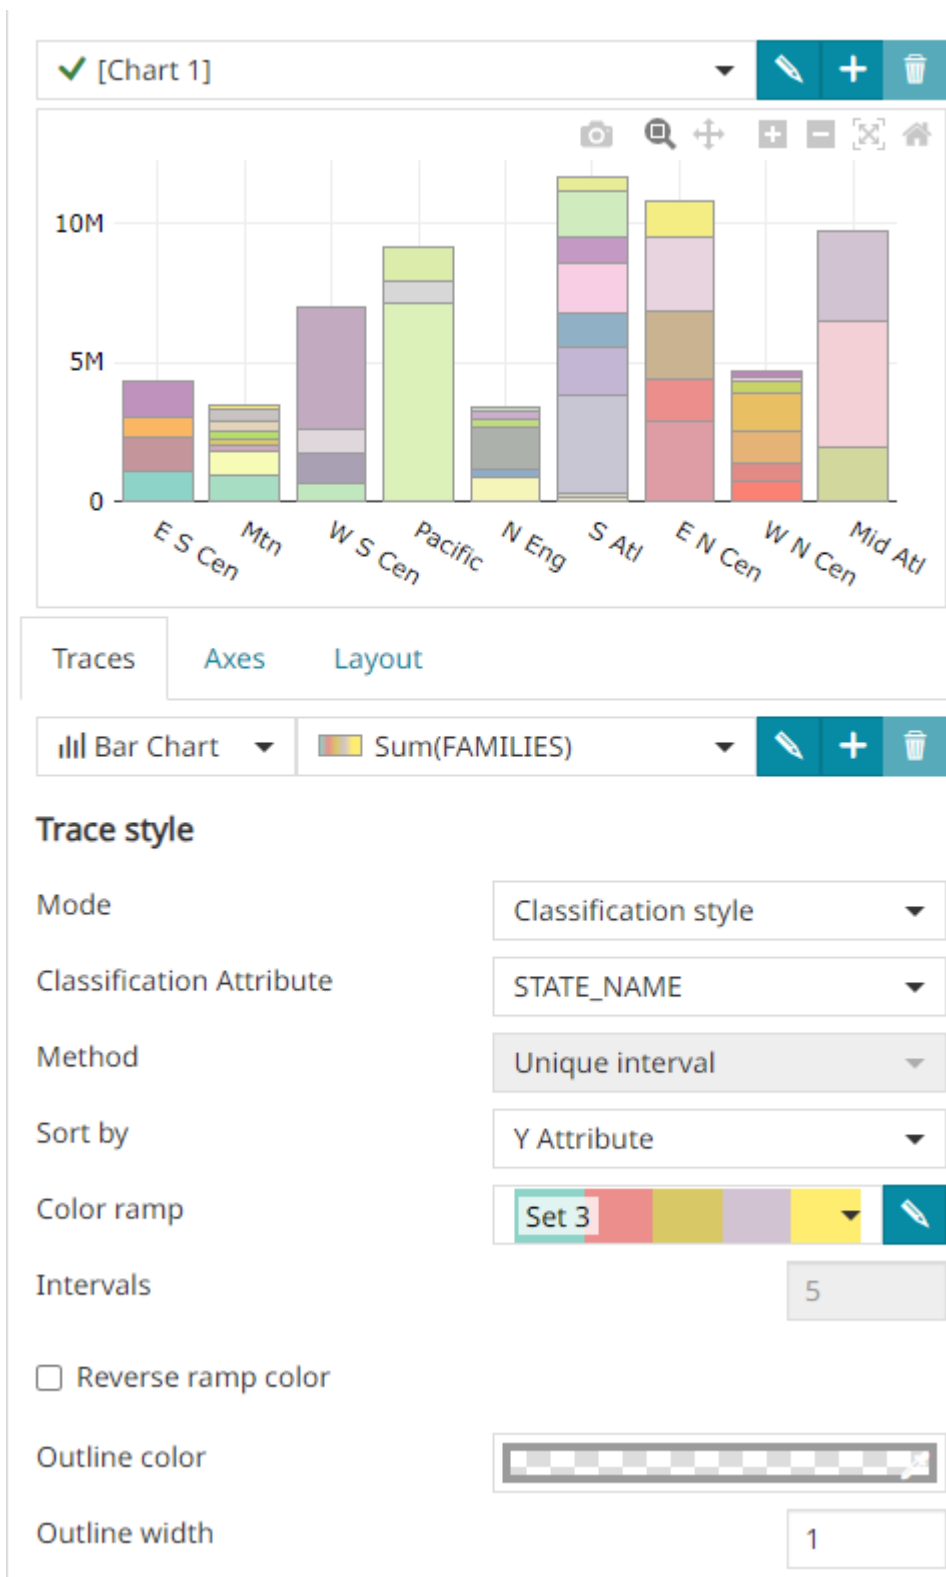 [Chart 1]
10M
5M
0
E S Cen
Mtn
W S Cen
Pacific
N Eng
S Atl
E N Cen
W N Cen
Mid Atl
Traces Axes Layout
Bar Chart Sum(FAMILIES)
Trace style
Mode Classification style
Classification Attribute STATE_NAME
Method Unique interval
Sort by Y Attribute
Color ramp Set 3
Intervals 5
Reverse ramp color
Outline color
Outline width 1